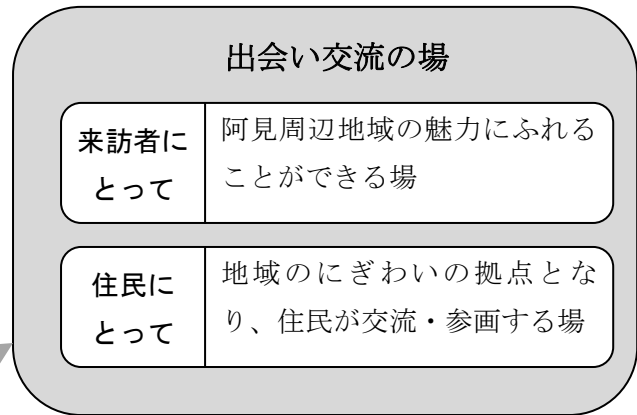 出会い交流の場
来訪者に
とって
阿見周辺地域の魅力にふれる
ことができる場
住民に
とって
地域のにぎわいの拠点とな
り、住民が交流・参画する場